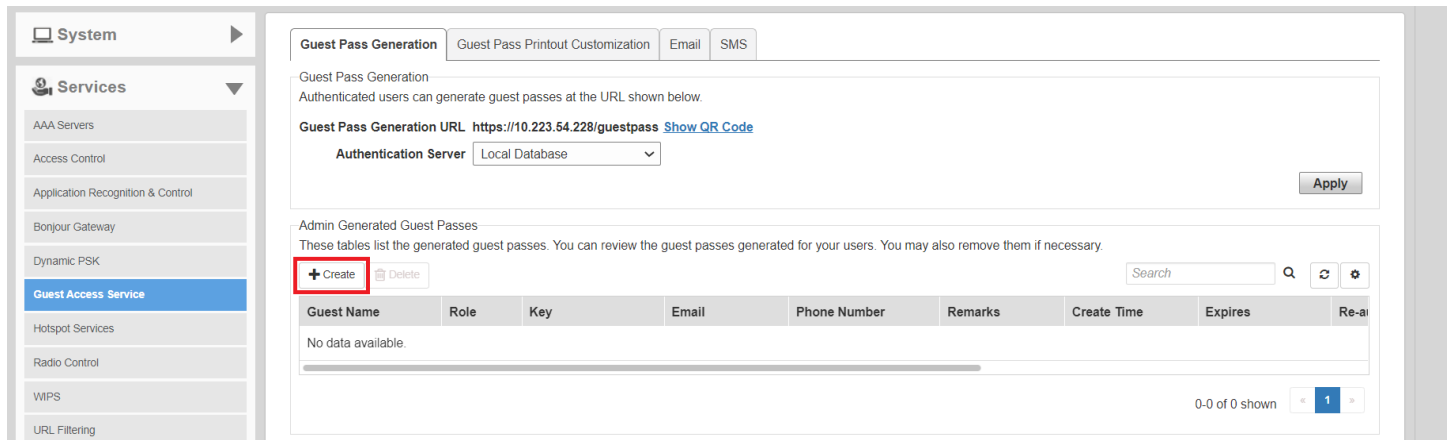 System
Services
AAA Servers
Access Control
Application Recognition & Control
Bonjour Gateway
Dynamic PSK
Guest Access Service
Hotspot Services
Radio Control
WIPS
URL Filtering
Guest Pass Generation Guest Pass Printout Customization Email SMS
Guest Pass Generation
Authenticated users can generate guest passes at the URL shown below.
Guest Pass Generation URL https://10.223.54.228/guestpass Show QR Code
Authentication Server Local Database
Apply
Admin Generated Guest Passes
These tables list the generated guest passes. You can review the guest passes generated for your users. You may also remove them if necessary.
+ Create Delete Search
Guest Name Role Key Email Phone Number Remarks Create Time Expires Re-au
No data available.
0-0 of 0 shown « 1 »